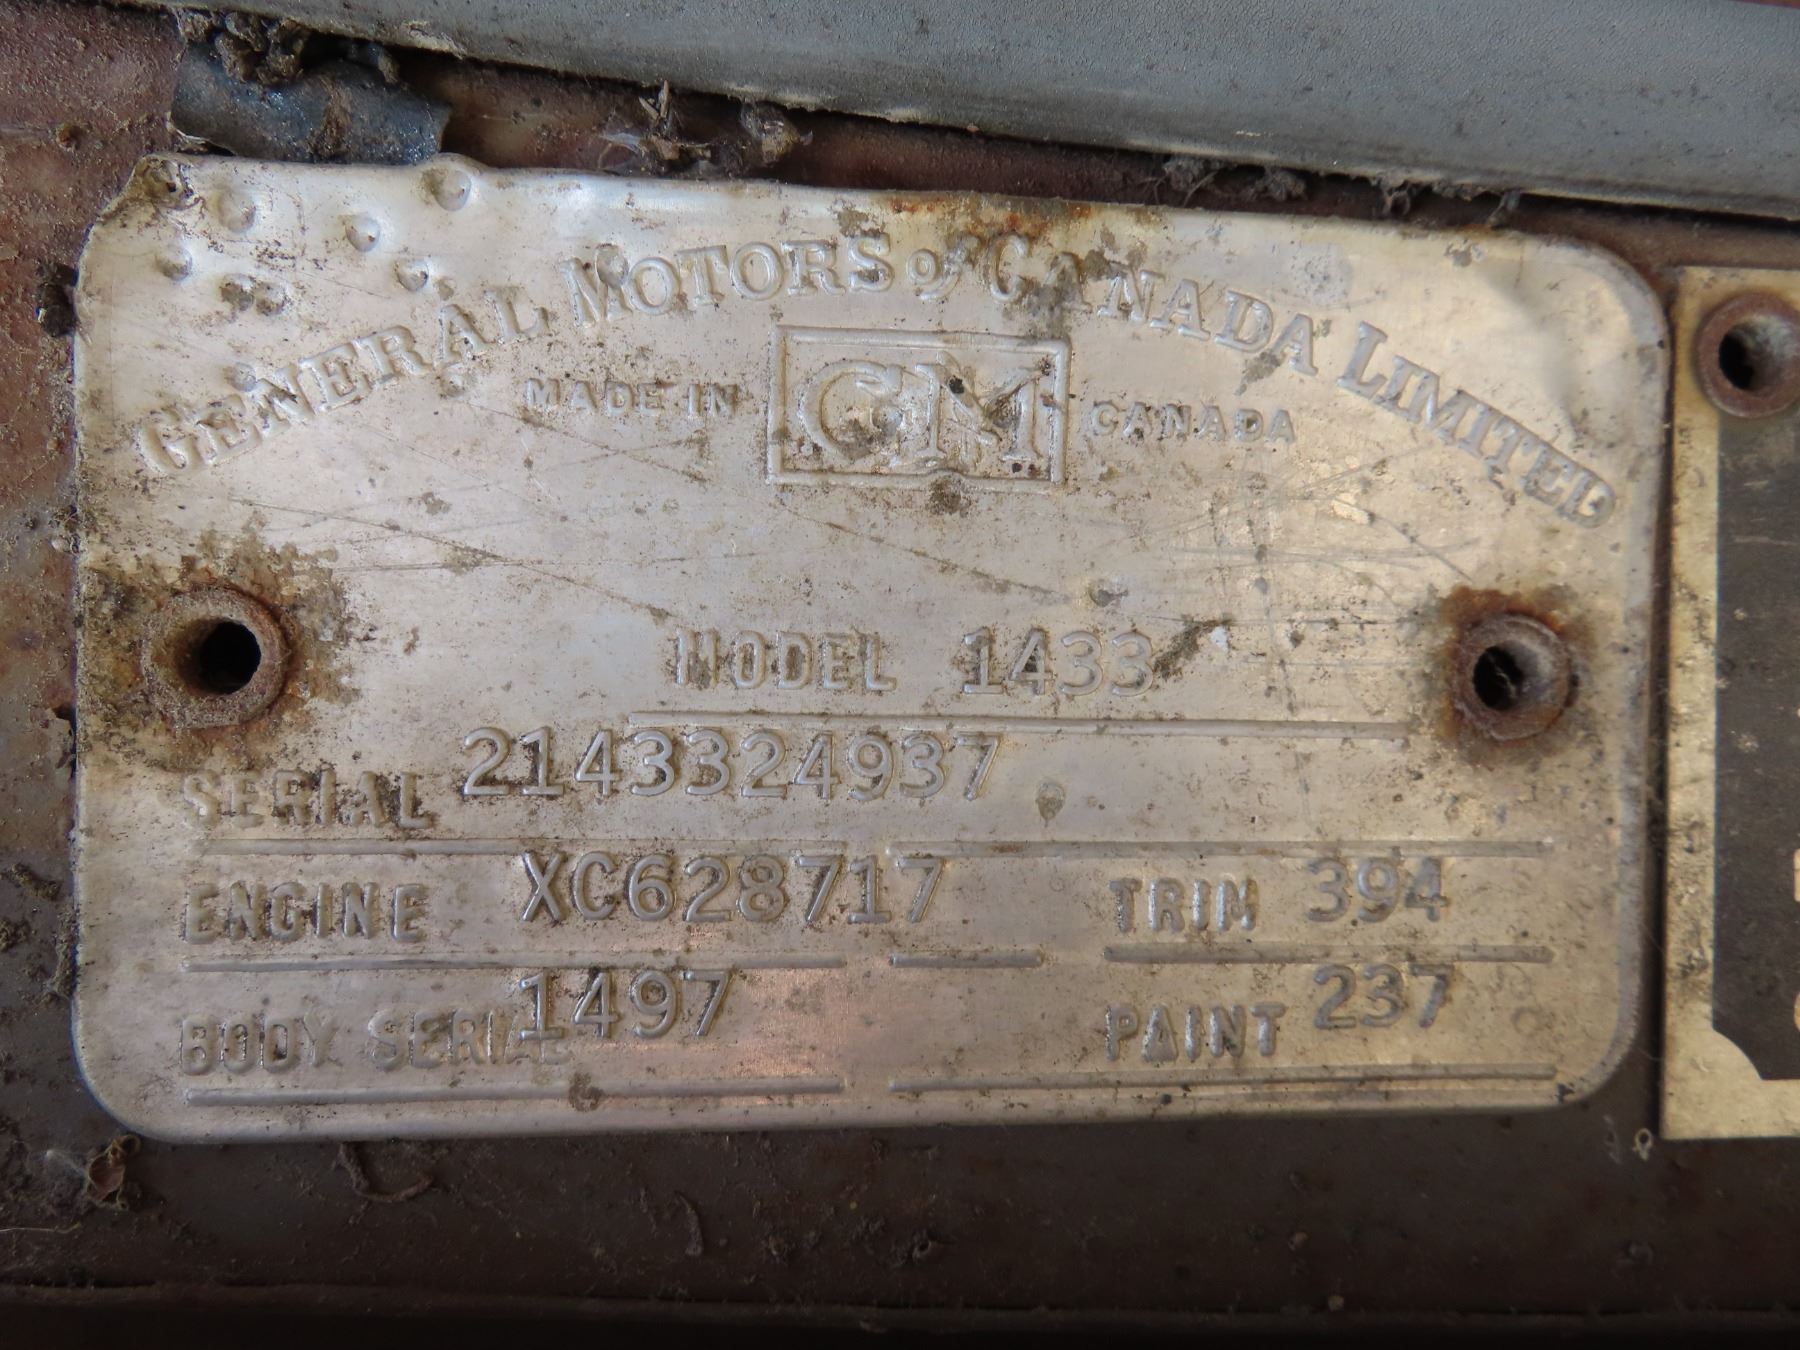 GENERAL MOTORS of CANADA LIMITED
MADE IN GM CANADA
MODEL 1433
SERIAL 2143324937
ENGINE XC628717 TRIM 394
BODY SERIAL 1497 PAINT 237